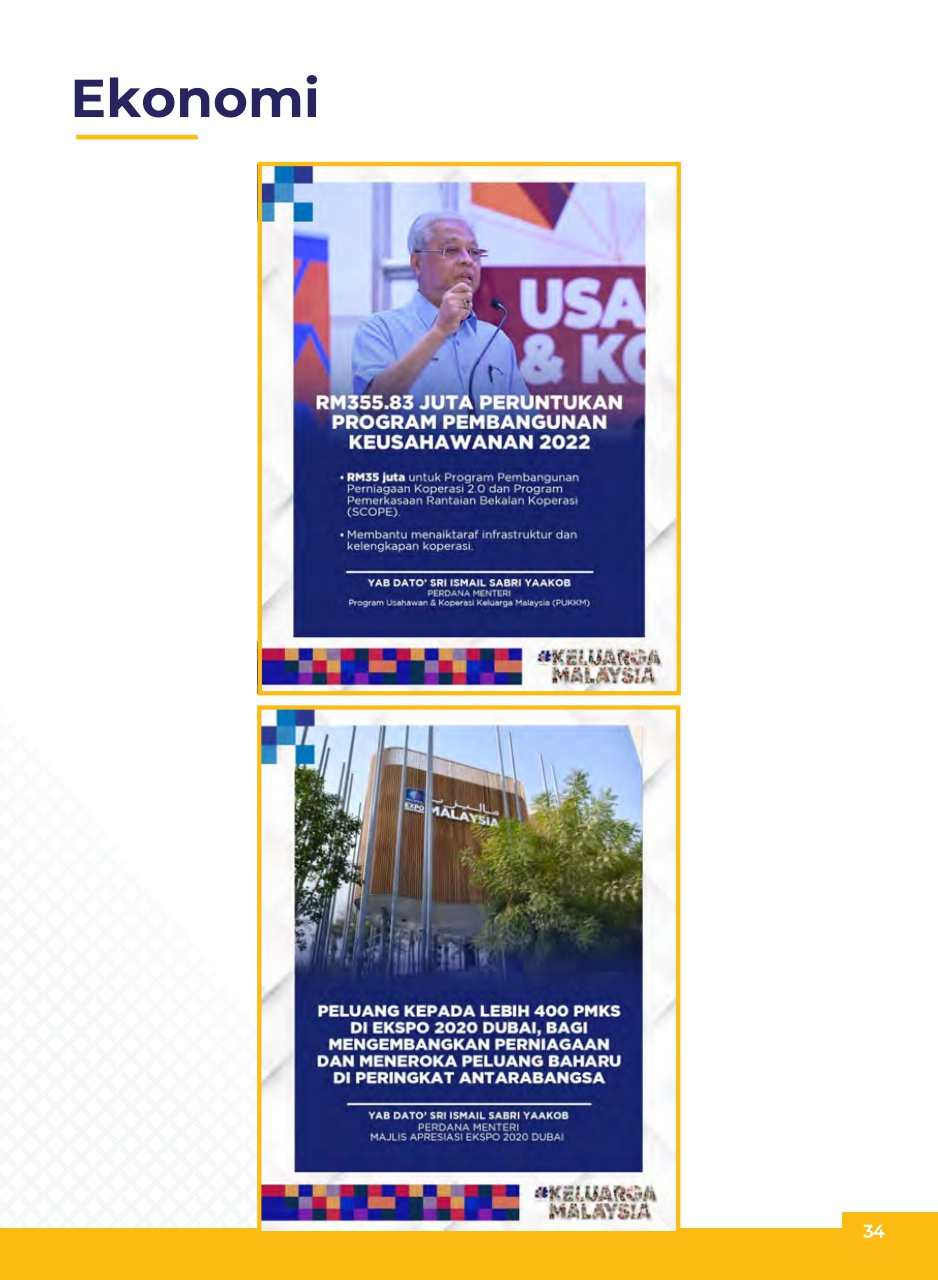 Ekonomi
USA
& KO
RM355.83 JUTA PERUNTUKAN
PROGRAM PEMBANGUNAN
KEUSAHAWANAN 2022
• RM35 juta untuk Program Pembangunan
Perniagaan Koperasi 2.0 dan Program
Pemerkasaan Rantaian Bekalan Koperasi
(SCOPE).
• Membantu menaiktaraf infrastruktur dan
kelengkapan koperasi.
YAB DATO' SRI ISMAIL SABRI YAAKOB
PERDANA MENTERI
Program Usahawan & Koperasi Keluarga Malaysia (PUKKM)
#KELUARGA
MALAYSIA
ماليزيا
EXPO
MALAYSIA
PELUANG KEPADA LEBIH 400 PMKS
DI EKSPO 2020 DUBAI, BAGI
MENGEMBANGKAN PERNIAGAAN
DAN MENEROKA PELUANG BAHARU
DI PERINGKAT ANTARABANGSA
YAB DATO' SRI ISMAIL SABRI YAAKOB
PERDANA MENTERI
MAJLIS APRESIASI EKSPO 2020 DUBAI
#KELUARGA
MALAYSIA
34